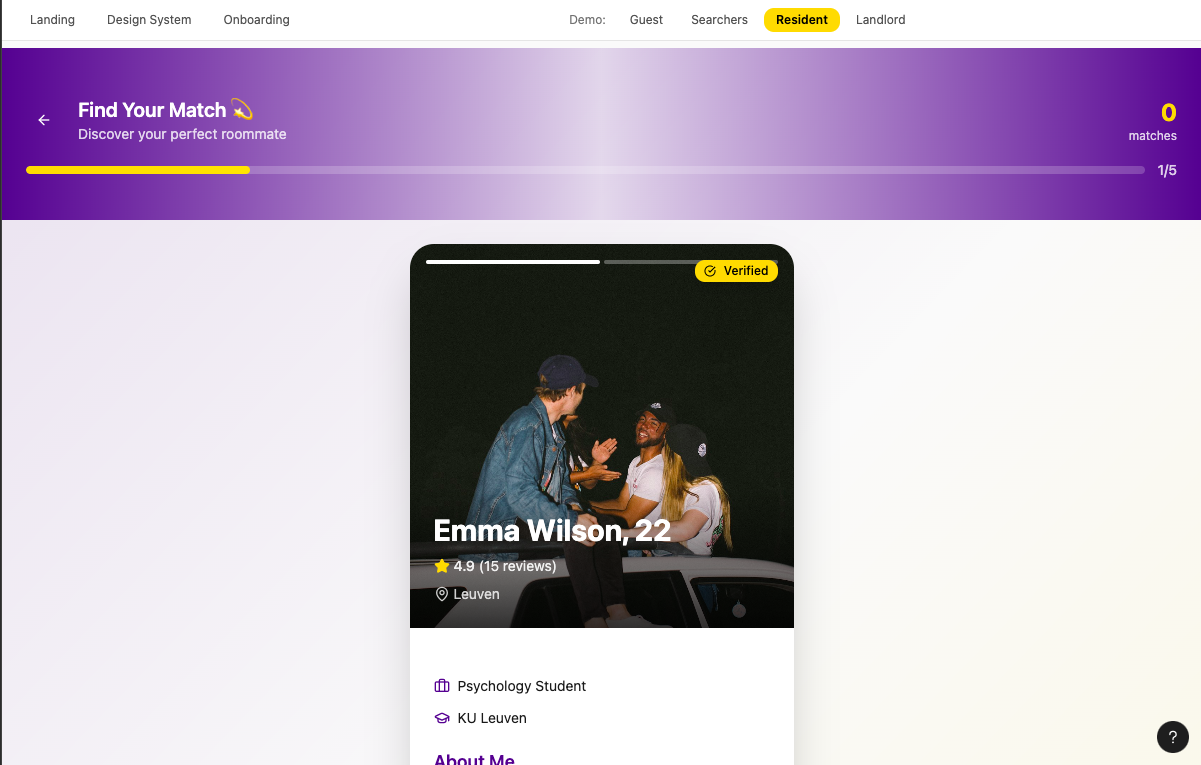 Landing Design System Onboarding Demo: Guest Searchers Resident Landlord
Find Your Match 💫
Discover your perfect roommate
0
matches
1/5
Verified
Emma Wilson, 22
4.9 (15 reviews)
Leuven
Psychology Student
KU Leuven
About Me
?